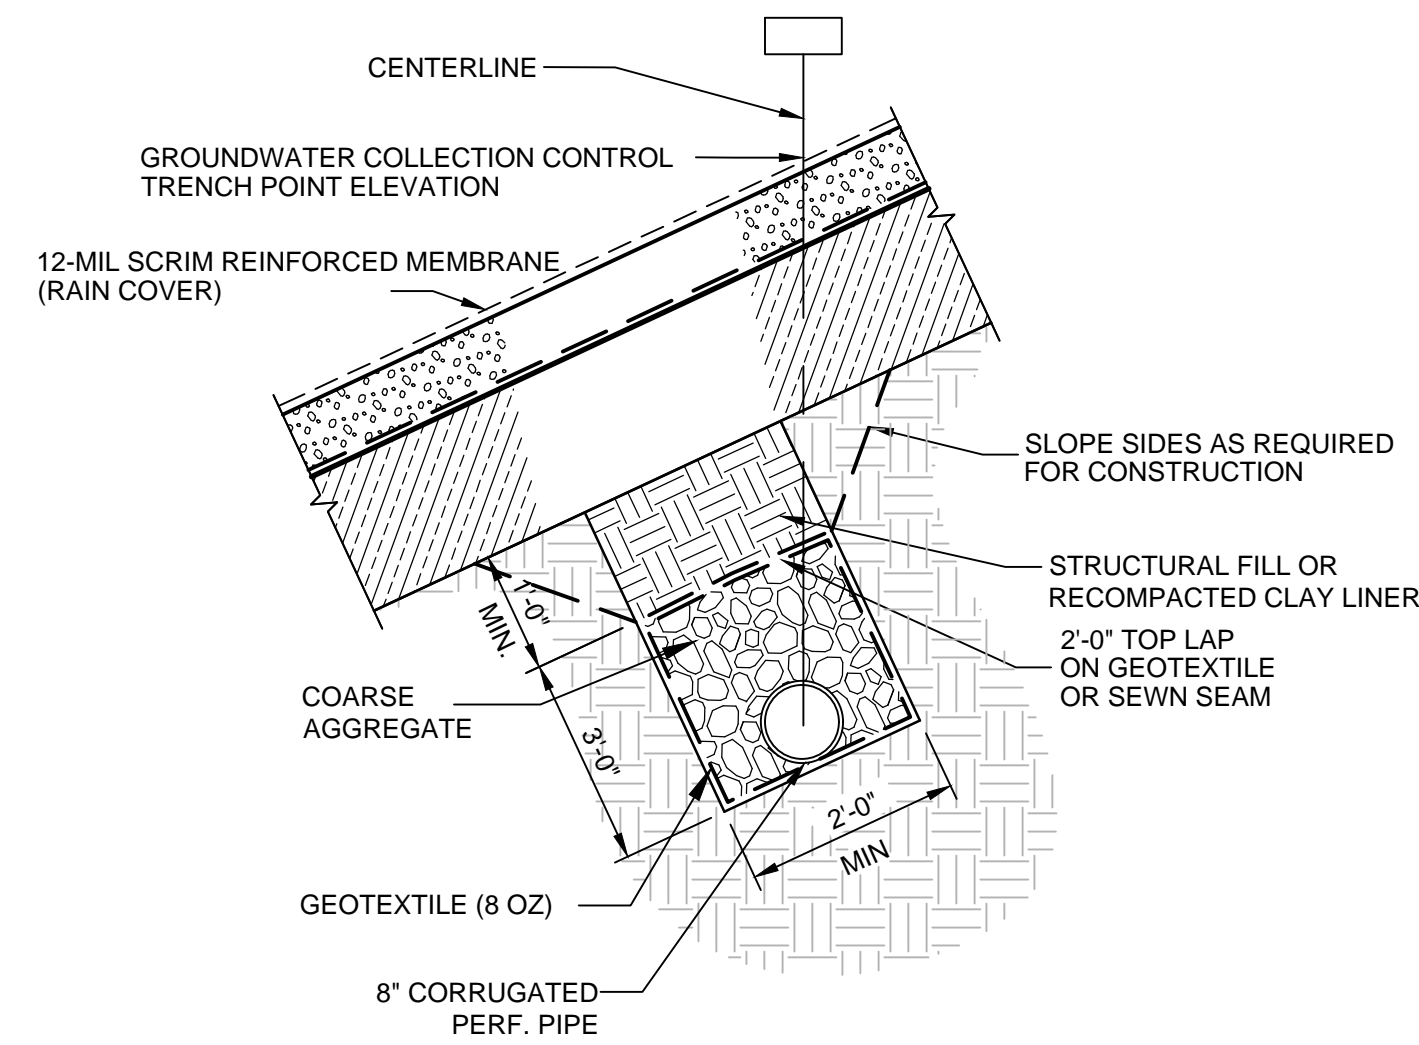 CENTERLINE
GROUNDWATER COLLECTION CONTROL
TRENCH POINT ELEVATION
12-MIL SCRIM REINFORCED MEMBRANE
(RAIN COVER)
SLOPE SIDES AS REQUIRED
FOR CONSTRUCTION
STRUCTURAL FILL OR
RECOMPACTED CLAY LINER
1'-0"
MIN.
2'-0" TOP LAP
ON GEOTEXTILE
OR SEWN SEAM
COARSE
AGGREGATE
3'-0"
2'-0"
MIN
GEOTEXTILE (8 OZ)
8" CORRUGATED
PERF. PIPE